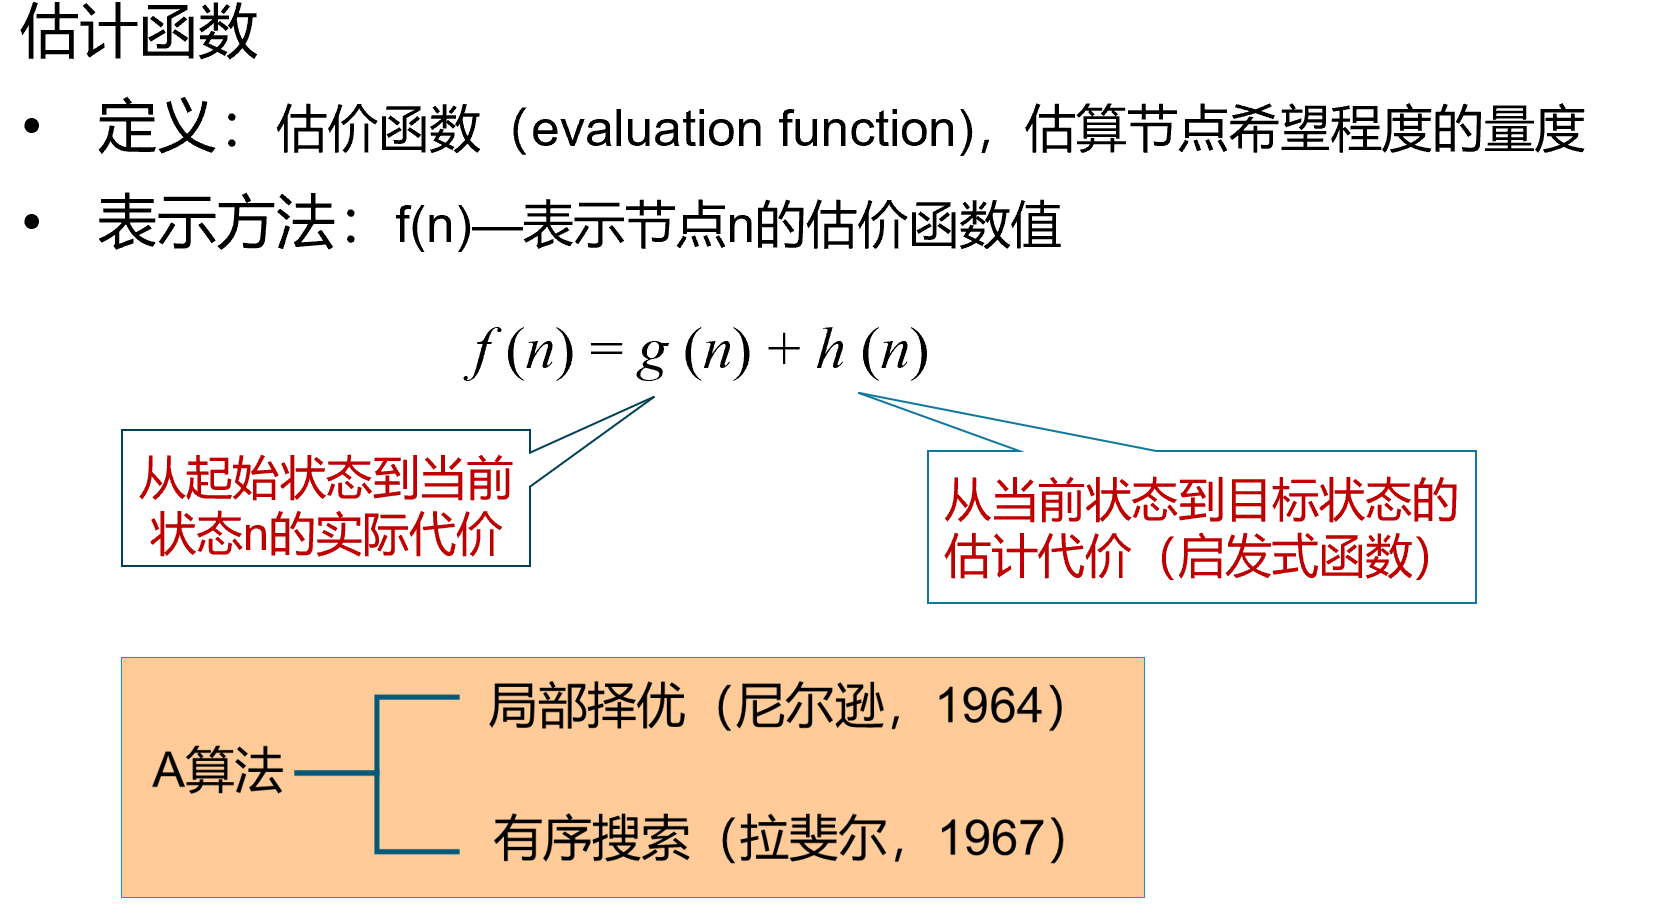 估计函数
• 定义：估价函数（evaluation function)，估算节点希望程度的量度
• 表示方法：f(n)—表示节点n的估价函数值
f (n) = g (n) + h (n)
从起始状态到当前
状态n的实际代价
从当前状态到目标状态的
估计代价（启发式函数）
A算法
局部择优（尼尔逊，1964）
有序搜索（拉斐尔，1967）